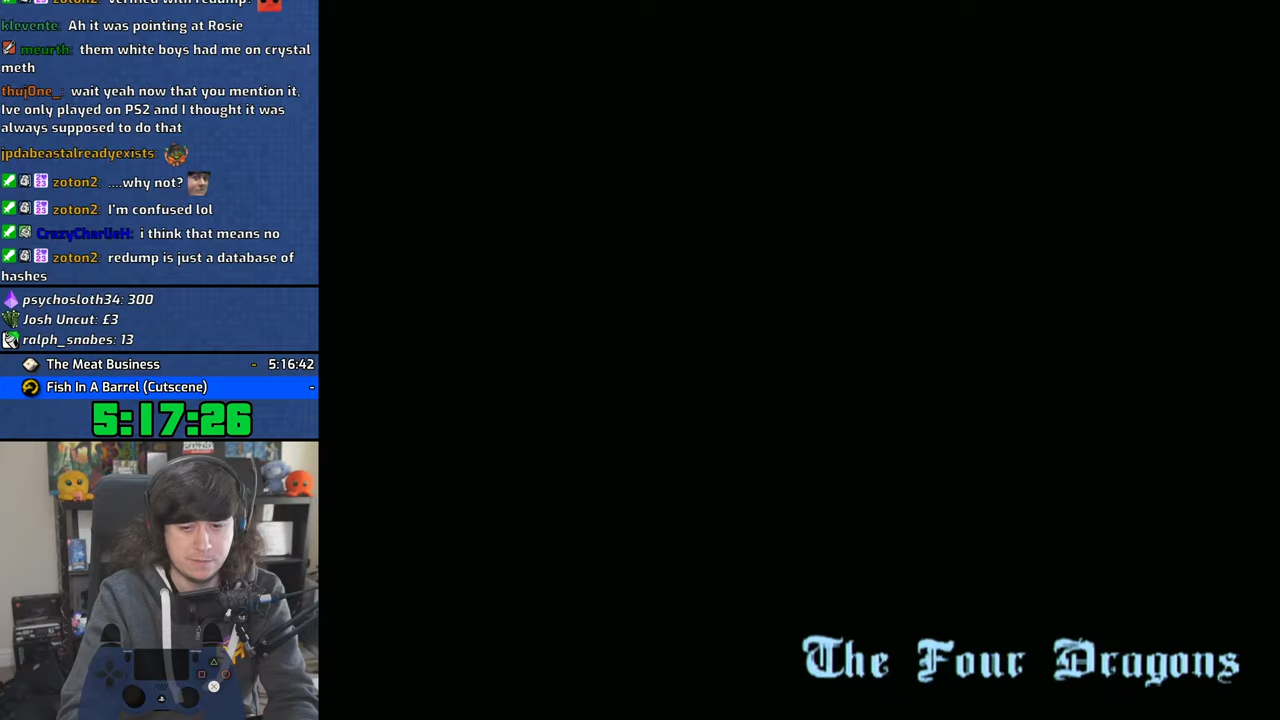 zoton2: verified with redump?
klevente: Ah it was pointing at Rosie
meurth: them white boys had me on crystal
meth
thujOne_: wait yeah now that you mention it,
Ive only played on PS2 and I thought it was
always supposed to do that
jpdabeastalreadyexists:
zoton2: ....why not?
zoton2: I'm confused lol
CrazyCharlieH: i think that means no
zoton2: redump is just a database of
hashes
psychosloth34: 300
Josh Uncut: £3
ralph_snabes: 13
The Meat Business - 5:16:42
Fish In A Barrel (Cutscene) -
5:17:26
The Four Dragons